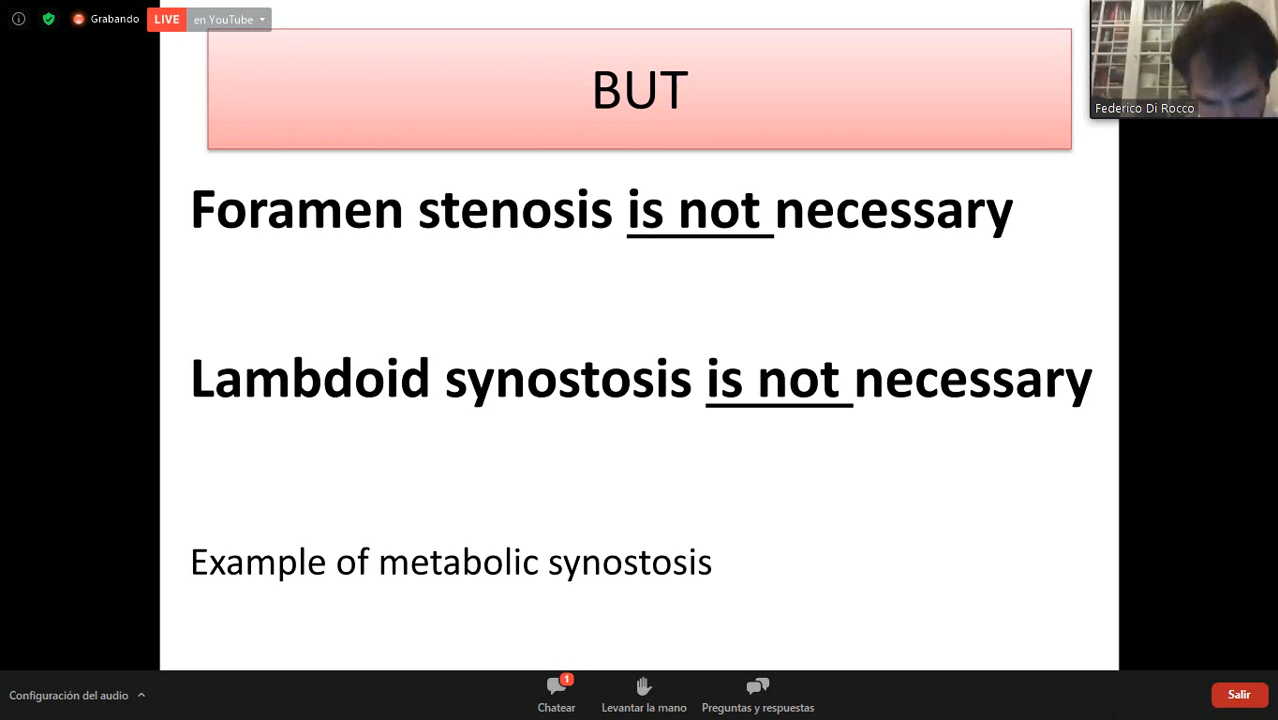 Grabando
LIVE
en YouTube
BUT
Federico Di Rocco
Foramen stenosis is not necessary
Lambdoid synostosis is not necessary
Example of metabolic synostosis
Configuración del audio
1
Chatear
Levantar la mano
Preguntas y respuestas
Salir